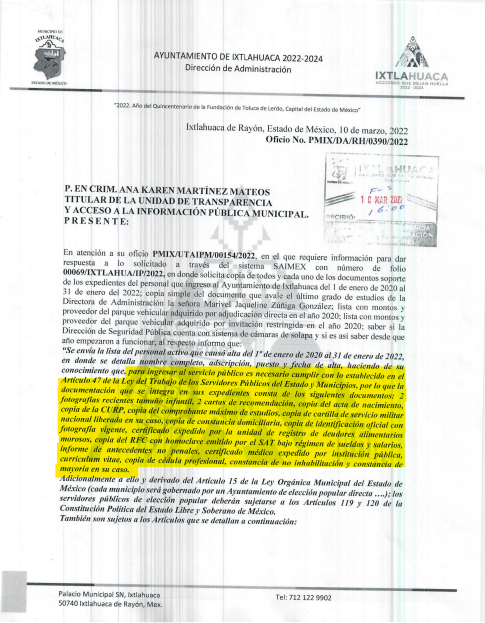 MUNICIPIO DE
IXTLAHUACA
ESTADO DE MÉXICO
AYUNTAMIENTO DE IXTLAHUACA 2022-2024
Dirección de Administración
IXTLAHUACA
ACCIONES QUE DEJAN HUELLA
2022 - 2024
"2022. Año del Quincentenario de la Fundación de Toluca de Lerdo, Capital del Estado de México"
Ixtlahuaca de Rayón, Estado de México, 10 de marzo, 2022
Oficio No. PMIX/DA/RH/0390/2022
IXTLAHUACA
10 MAR 2022
16:00
P. EN CRIM. ANA KAREN MARTÍNEZ MATEOS
TITULAR DE LA UNIDAD DE TRANSPARENCIA
Y ACCESO A LA INFORMACIÓN PÚBLICA MUNICIPAL.
P R E S E N T E:
En atención a su oficio PMIX/UTAIPM/00154/2022, en el que requiere información para dar
respuesta a lo solicitado a través del sistema SAIMEX con número de folio
00069/IXTLAHUA/IP/2022, en donde solicita copia de todos y cada uno de los documentos soporte
de los expedientes del personal que ingreso al Ayuntamiento de Ixtlahuaca del 1 de enero de 2020 al
31 de enero del 2022; copia simple del documento que avale el último grado de estudios de la
Directora de Administración la señora Marivel Jaqueline Zúñiga González; lista con montos y
proveedor del parque vehicular adquirido por adjudicación directa en el año 2020; lista con montos y
proveedor del parque vehicular adquirido por invitación restringida en el año 2020; saber si la
Dirección de Seguridad Pública cuenta con sistema de cámaras de solapa y si es así saber desde que
año empezaron a funcionar, al respecto informo que:
"Se envía la lista del personal activo que causó alta del 1º de enero de 2020 al 31 de enero de 2022,
en donde se detalla nombre completo, adscripción, puesto y fecha de alta, haciendo de su
conocimiento que, para ingresar al servicio público es necesario cumplir con lo establecido en el
Artículo 47 de la Ley del Trabajo de los Servidores Públicos del Estado y Municipios, por lo que la
documentación que se integra en sus expedientes consta de los siguientes documentos: 2
fotografías recientes tamaño infantil, 2 cartas de recomendación, copia del acta de nacimiento,
copia de la CURP, copia del comprobante máximo de estudios, copia de cartilla de servicio militar
nacional liberada en su caso, copia de constancia domiciliaria, copia de identificación oficial con
fotografía vigente, certificado expedido por la unidad de registro de deudores alimentarios
morosos, copia del RFC con homoclave emitido por el SAT bajo régimen de sueldos y salarios,
informe de antecedentes no penales, certificado médico expedido por institución pública,
curriculum vitae, copia de célula profesional, constancia de no inhabilitación y constancia de
mayoría en su caso.
Adicionalmente a ello y derivado del Artículo 15 de la Ley Orgánica Municipal del Estado de
México (cada municipio será gobernado por un Ayuntamiento de elección popular directa ....); los
servidores públicos de elección popular deberán sujetarse a los Artículos 119 y 120 de la
Constitución Política del Estado Libre y Soberano de México.
También son sujetos a los Artículos que se detallan a continuación:
Palacio Municipal SN, Ixtlahuaca
50740 Ixtlahuaca de Rayón, Mex.
Tel: 712 122 9902